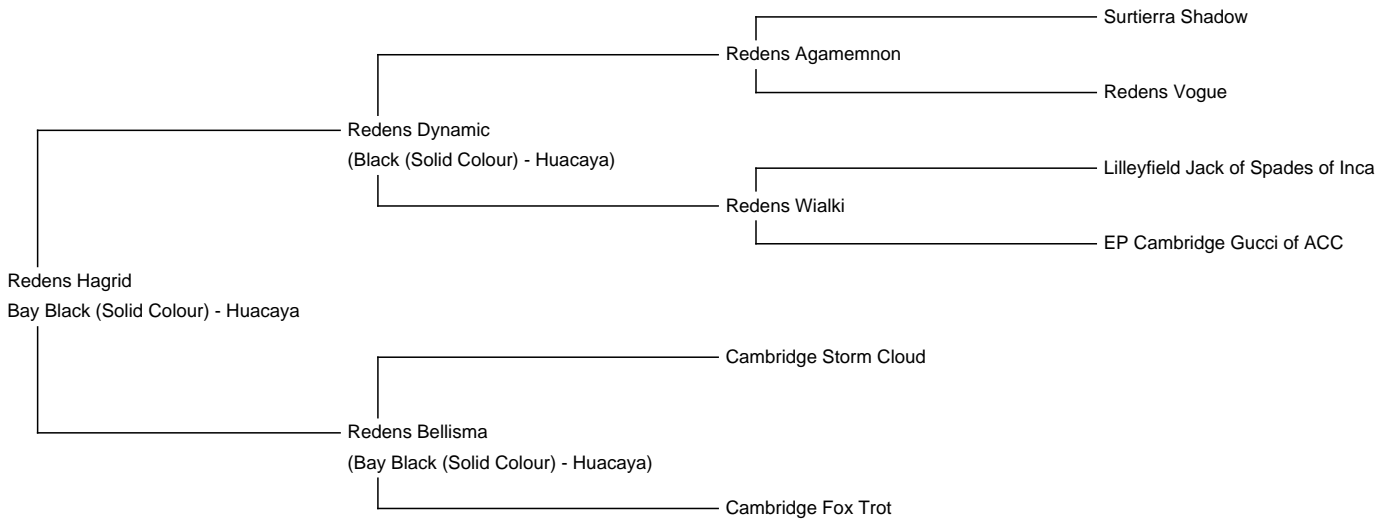 Surtierra Shadow
Redens Agamemnon
Redens Vogue
Redens Dynamic
(Black (Solid Colour) - Huacaya)
Lilleyfield Jack of Spades of Inca
Redens Wialki
EP Cambridge Gucci of ACC
Redens Hagrid
Bay Black (Solid Colour) - Huacaya
Cambridge Storm Cloud
Redens Bellisma
(Bay Black (Solid Colour) - Huacaya)
Cambridge Fox Trot